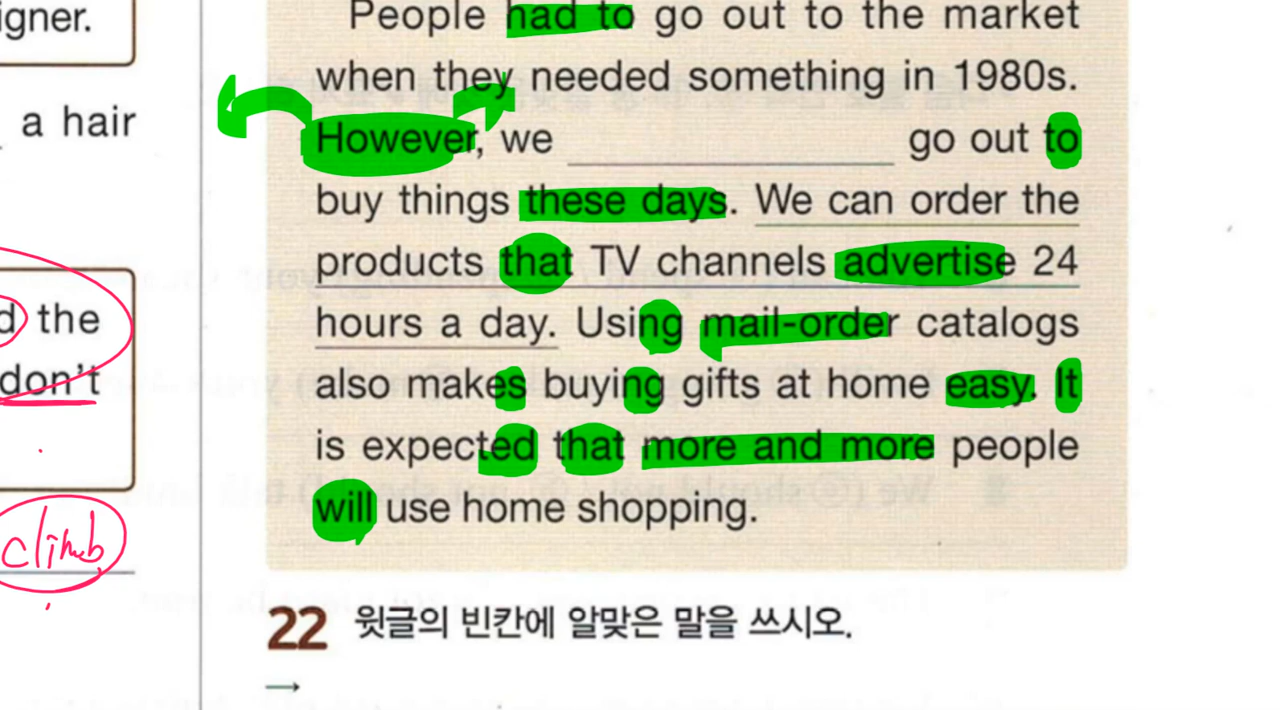 igner.
a hair
d the
don't
climb
People had to go out to the market
when they needed something in 1980s.
However, we go out to
buy things these days. We can order the
products that TV channels advertise 24
hours a day. Using mail-order catalogs
also makes buying gifts at home easy. It
is expected that more and more people
will use home shopping.
22 윗글의 빈칸에 알맞은 말을 쓰시오.
→